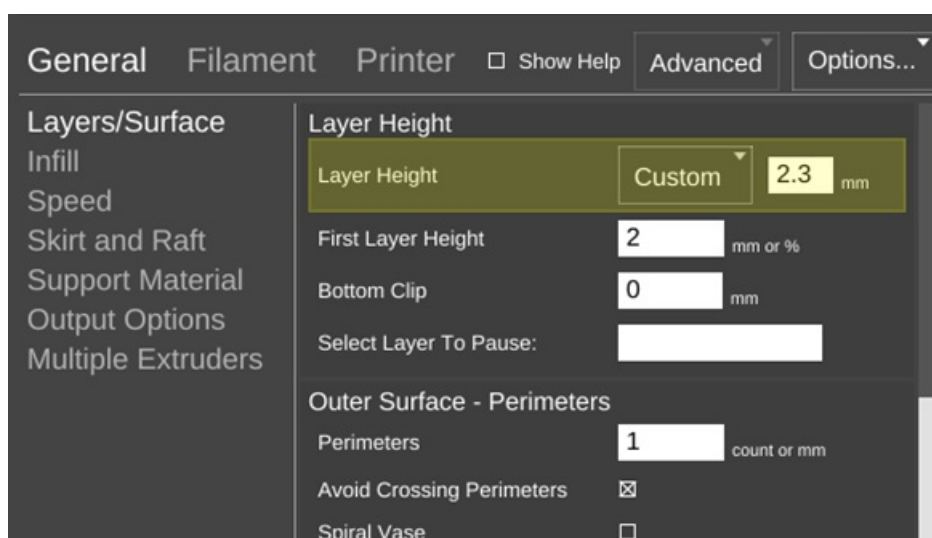 General Filament Printer Show Help Advanced Options...
Layers/Surface
Infill
Speed
Skirt and Raft
Support Material
Output Options
Multiple Extruders
Layer Height
Layer Height Custom 2.3 mm
First Layer Height 2 mm or %
Bottom Clip 0 mm
Select Layer To Pause:
Outer Surface - Perimeters
Perimeters 1 count or mm
Avoid Crossing Perimeters
Spiral Vase